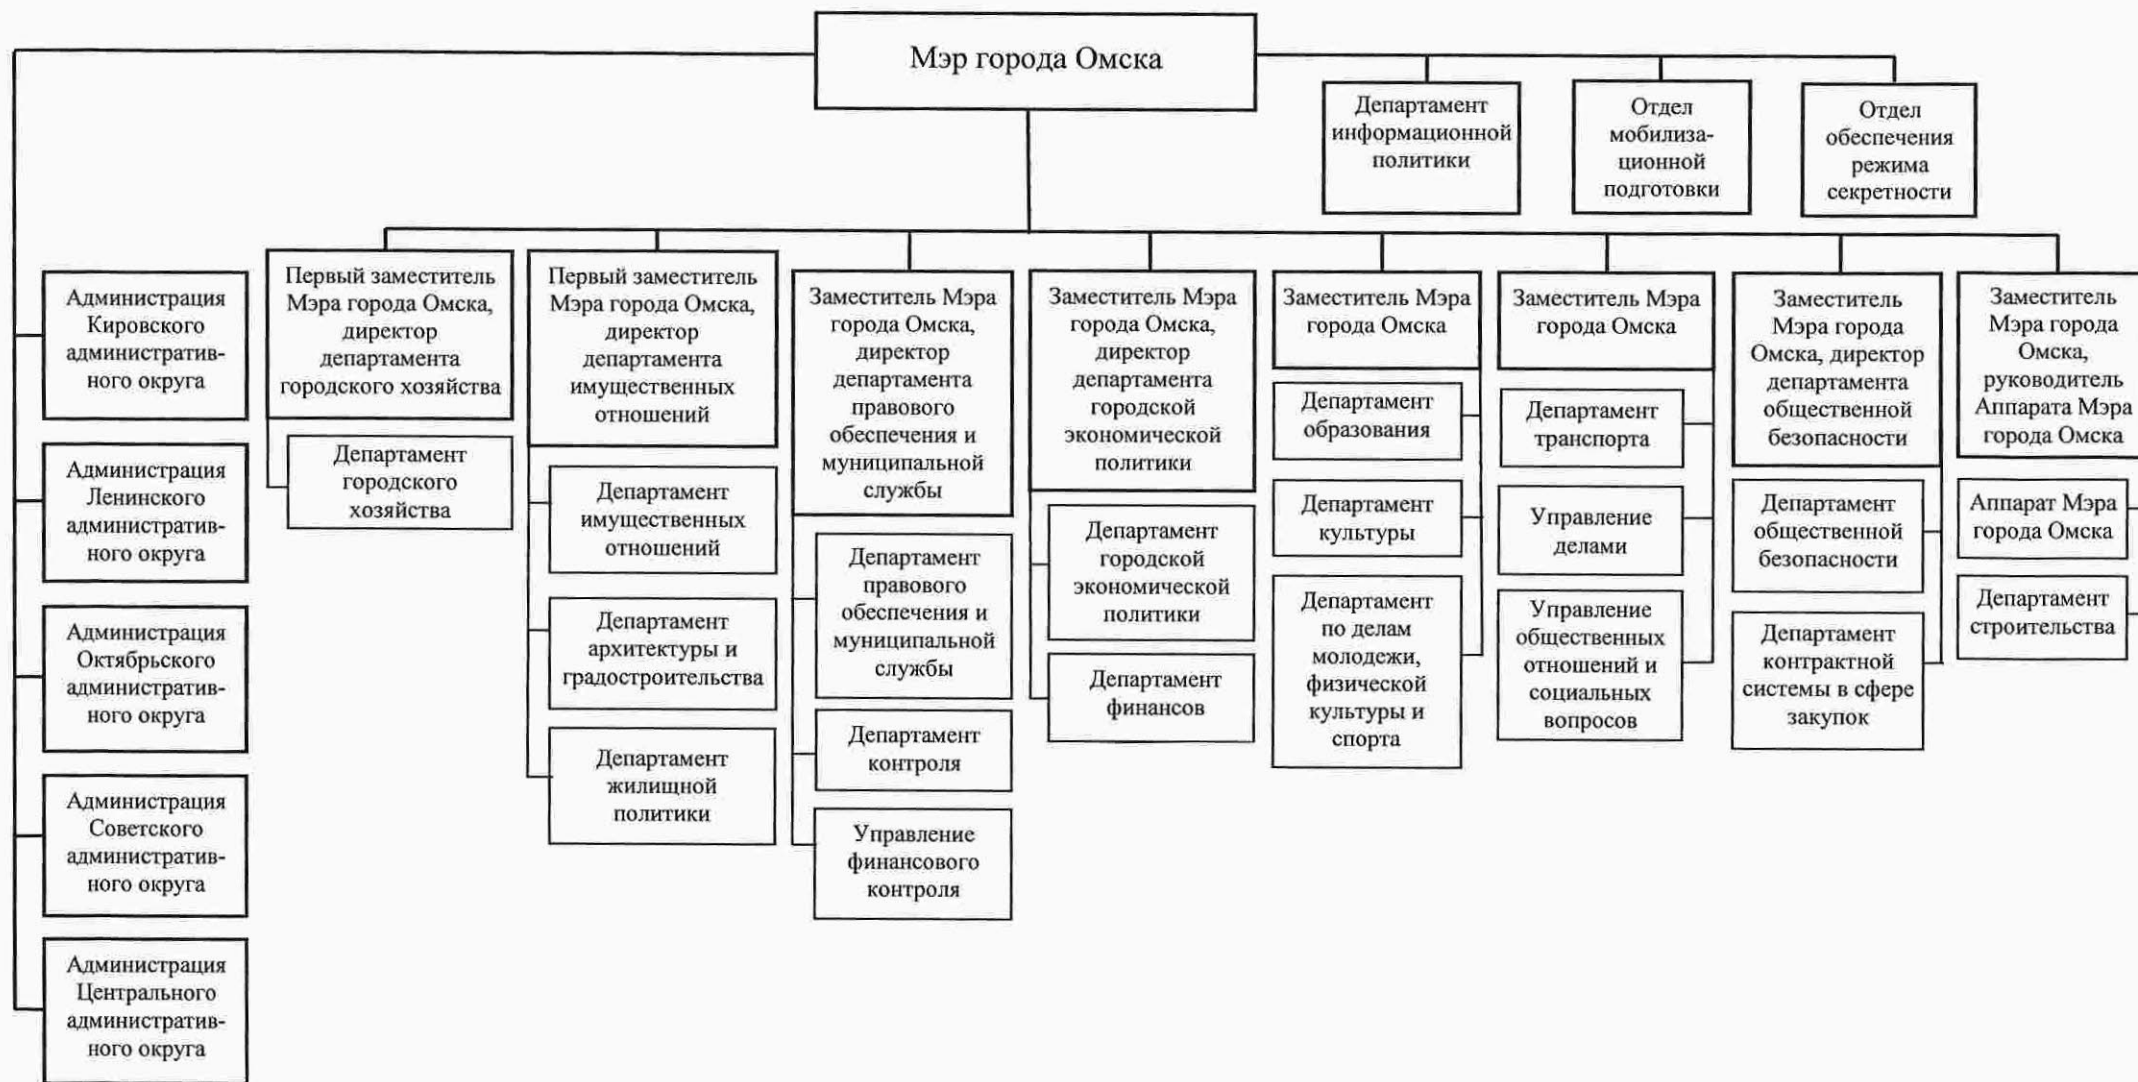 Мэр города Омска
Департамент
информационной
политики
Отдел
мобилиза-
ционной
подготовки
Отдел
обеспечения
режима
секретности
Администрация
Кировского
административ-
ного округа
Администрация
Ленинского
административ-
ного округа
Администрация
Октябрьского
административ-
ного округа
Администрация
Советского
административ-
ного округа
Администрация
Центрального
административ-
ного округа
Первый заместитель
Мэра города Омска,
директор
департамента
городского хозяйства
Департамент
городского
хозяйства
Первый заместитель
Мэра города Омска,
директор
департамента
имущественных
отношений
Департамент
имущественных
отношений
Департамент
архитектуры и
градостроительства
Департамент
жилищной
политики
Заместитель Мэра
города Омска,
директор
департамента
правового
обеспечения и
муниципальной
службы
Департамент
правового
обеспечения и
муниципальной
службы
Департамент
контроля
Управление
финансового
контроля
Заместитель Мэра
города Омска,
директор
департамента
городской
экономической
политики
Департамент
городской
экономической
политики
Департамент
финансов
Заместитель Мэра
города Омска
Департамент
образования
Департамент
культуры
Департамент
по делам
молодежи,
физической
культуры и
спорта
Заместитель Мэра
города Омска
Департамент
транспорта
Управление
делами
Управление
общественных
отношений и
социальных
вопросов
Заместитель
Мэра города
Омска, директор
департамента
общественной
безопасности
Департамент
общественной
безопасности
Департамент
контрактной
системы в сфере
закупок
Заместитель
Мэра города
Омска,
руководитель
Аппарата Мэра
города Омска
Аппарат Мэра
города Омска
Департамент
строительства